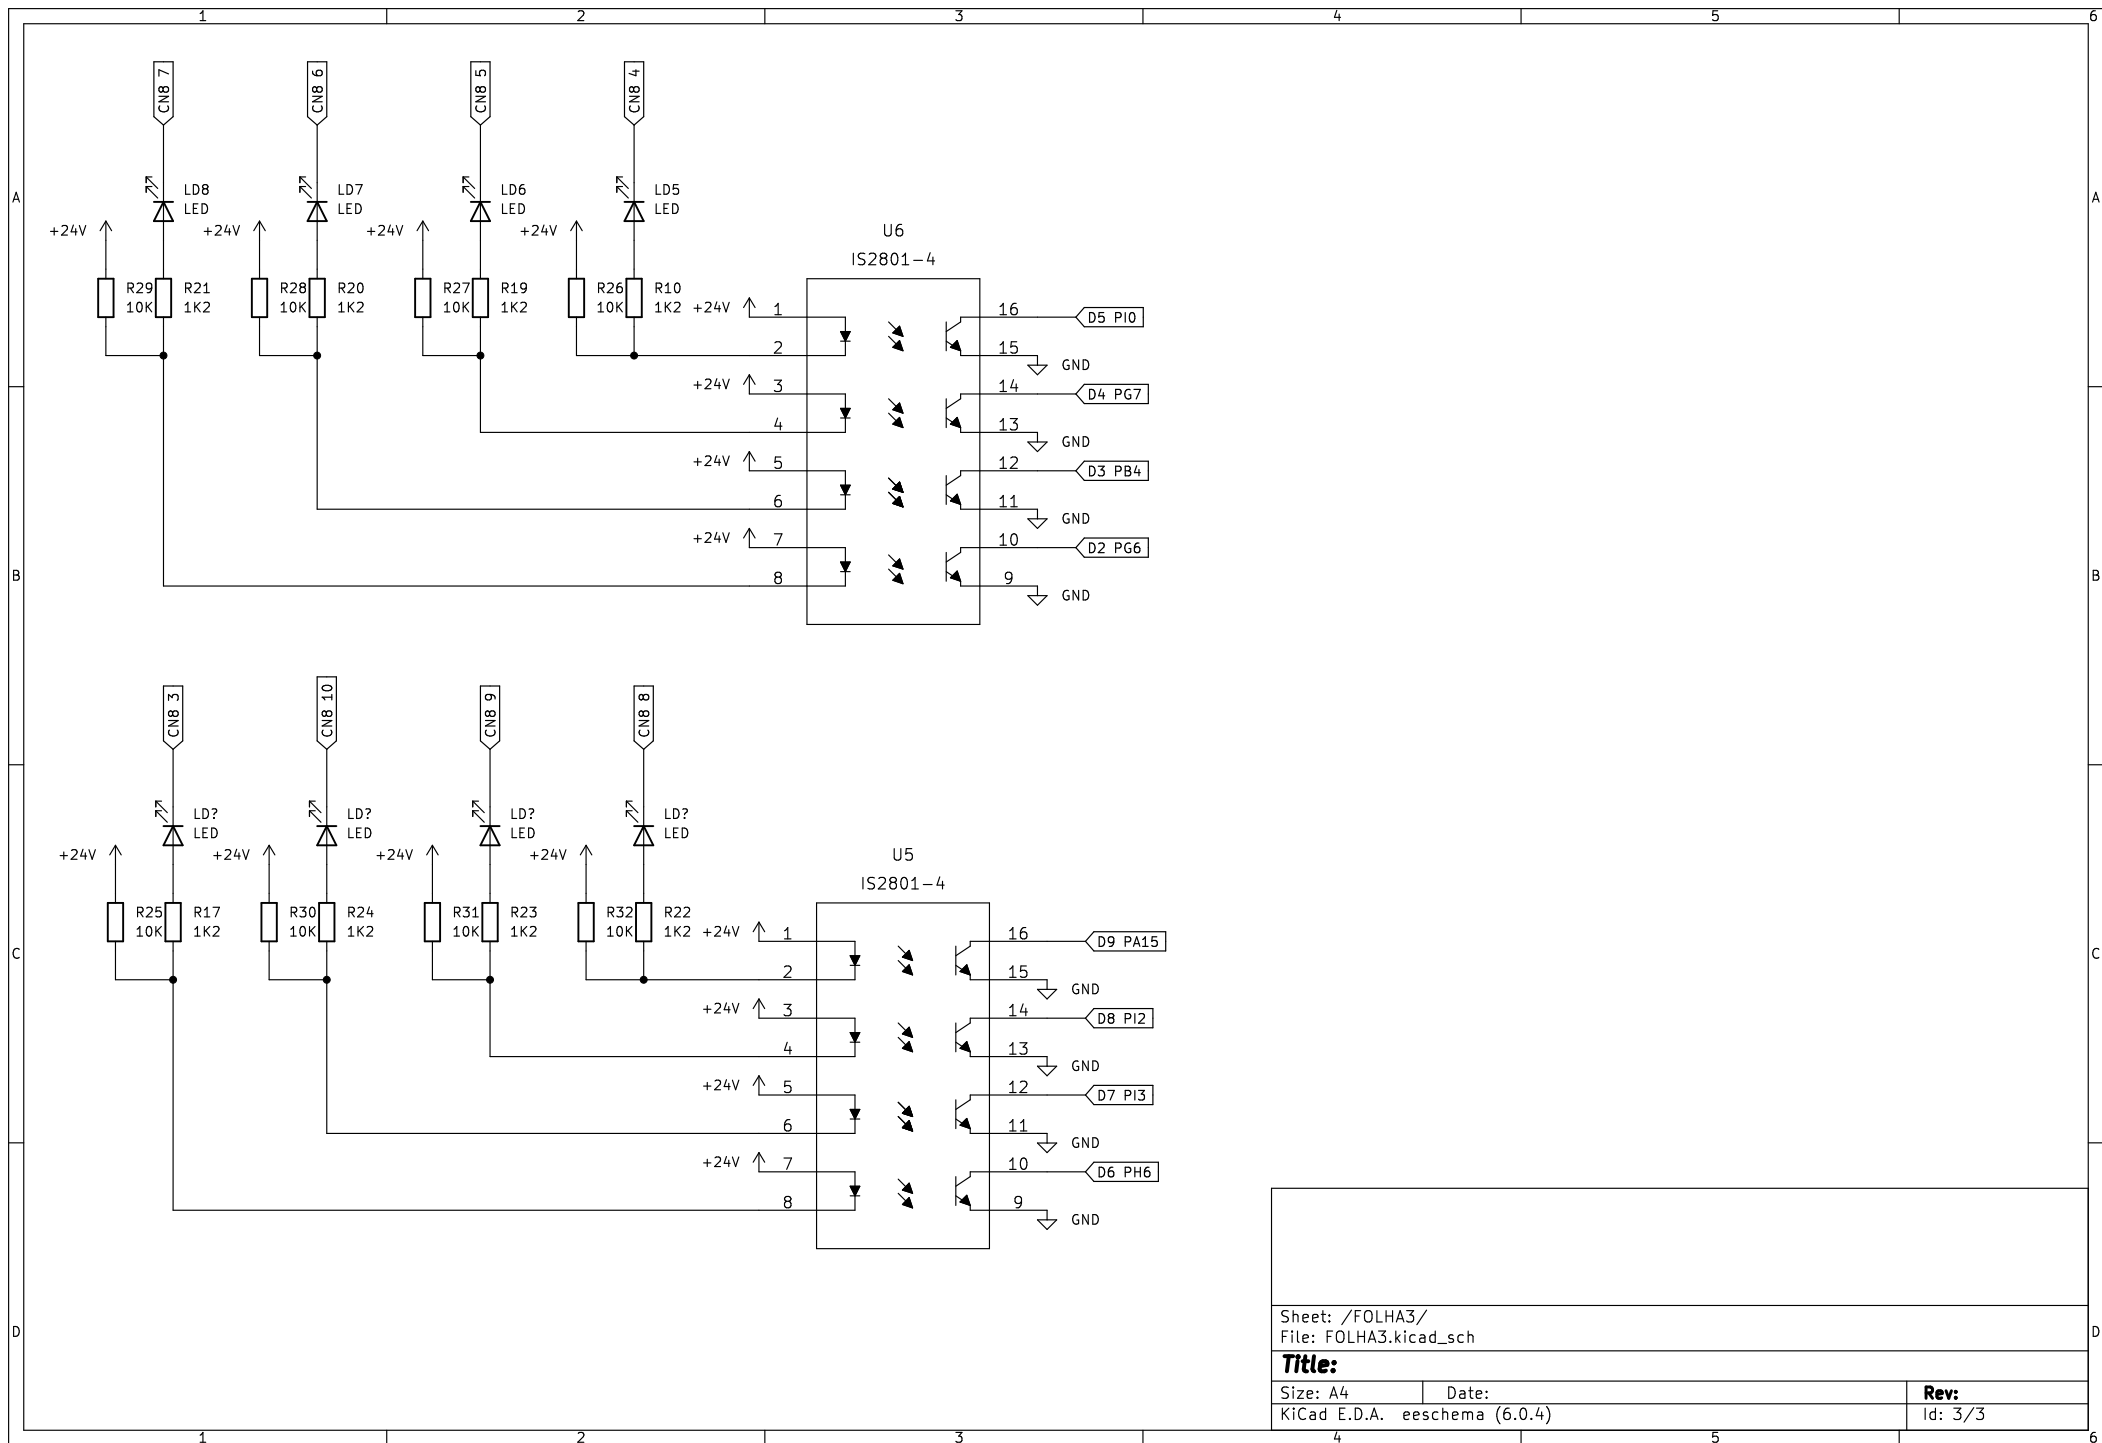 1 2 3 4 5 6
CN8 7
CN8 6
CN8 5
CN8 4
A
A
LD8
LED
LD7
LED
LD6
LED
LD5
LED
+24V
+24V
+24V
+24V
R29
10K
R21
1K2
R28
10K
R20
1K2
R27
10K
R19
1K2
R26
10K
R10
1K2
U6
IS2801-4
+24V 1
2
+24V 3
4
+24V 5
6
+24V 7
8
16 D5 PI0
15 GND
14 D4 PG7
13 GND
12 D3 PB4
11 GND
10 D2 PG6
9 GND
B
B
CN8 3
CN8 10
CN8 9
CN8 8
LD?
LED
LD?
LED
LD?
LED
LD?
LED
+24V
+24V
+24V
+24V
R25
10K
R17
1K2
R30
10K
R24
1K2
R31
10K
R23
1K2
R32
10K
R22
1K2
U5
IS2801-4
+24V 1
2
+24V 3
4
+24V 5
6
+24V 7
8
16 D9 PA15
15 GND
14 D8 PI2
13 GND
12 D7 PI3
11 GND
10 D6 PH6
9 GND
C
C
D
D
Sheet: /FOLHA3/
File: FOLHA3.kicad_sch
Title:
Size: A4 Date: Rev:
KiCad E.D.A. eeschema (6.0.4) Id: 3/3
1 2 3 4 5 6